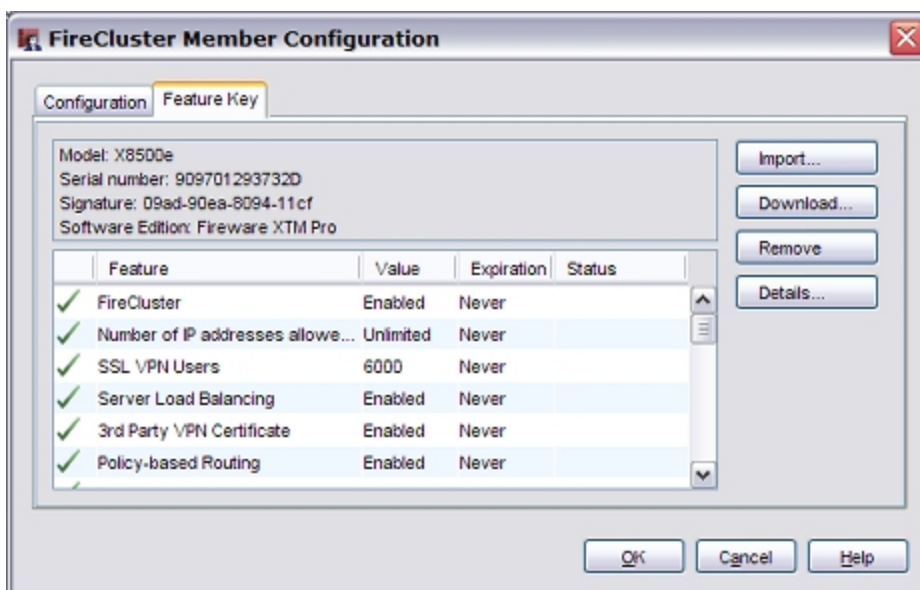 FireCluster Member Configuration
Configuration Feature Key
Model: X8500e
Serial number: 909701293732D
Signature: 09ad-90ea-8094-11cf
Software Edition: Fireware XTM Pro
Import...
Download...
Remove
Details...
Feature Value Expiration Status
FireCluster Enabled Never
Number of IP addresses allowe... Unlimited Never
SSL VPN Users 6000 Never
Server Load Balancing Enabled Never
3rd Party VPN Certificate Enabled Never
Policy-based Routing Enabled Never
OK Cancel Help